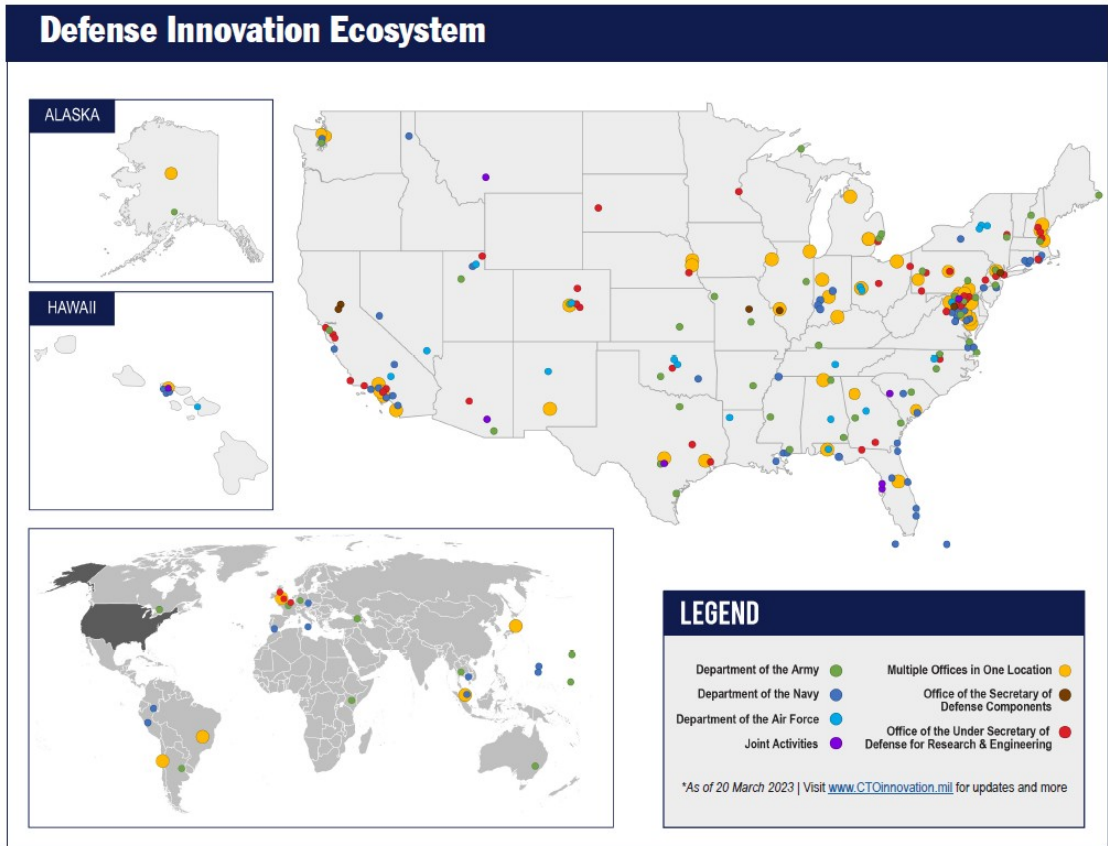 Defense Innovation Ecosystem
ALASKA
HAWAII
LEGEND
Department of the Army
Department of the Navy
Department of the Air Force
Joint Activities
Multiple Offices in One Location
Office of the Secretary of
Defense Components
Office of the Under Secretary of
Defense for Research & Engineering
*As of 20 March 2023 | Visit www.CTOinnovation.mil for updates and more